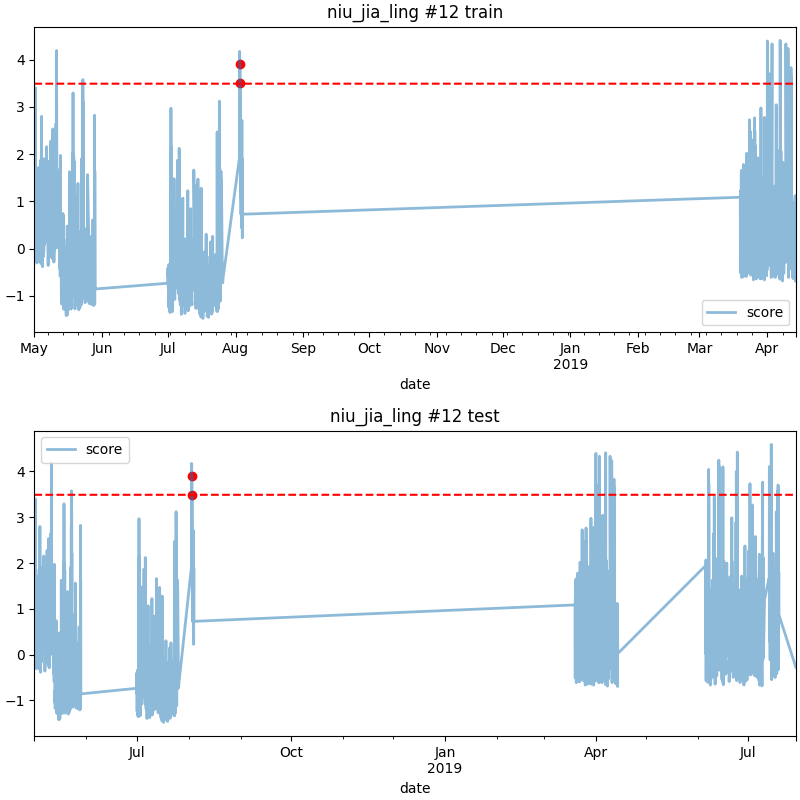 niu_jia_ling #12 train
4
3
2
1
0
−1
score
May Jun Jul Aug Sep Oct Nov Dec Jan Feb Mar Apr
2019
date
niu_jia_ling #12 test
score
4
3
2
1
0
−1
Jul Oct Jan Apr Jul
2019
date